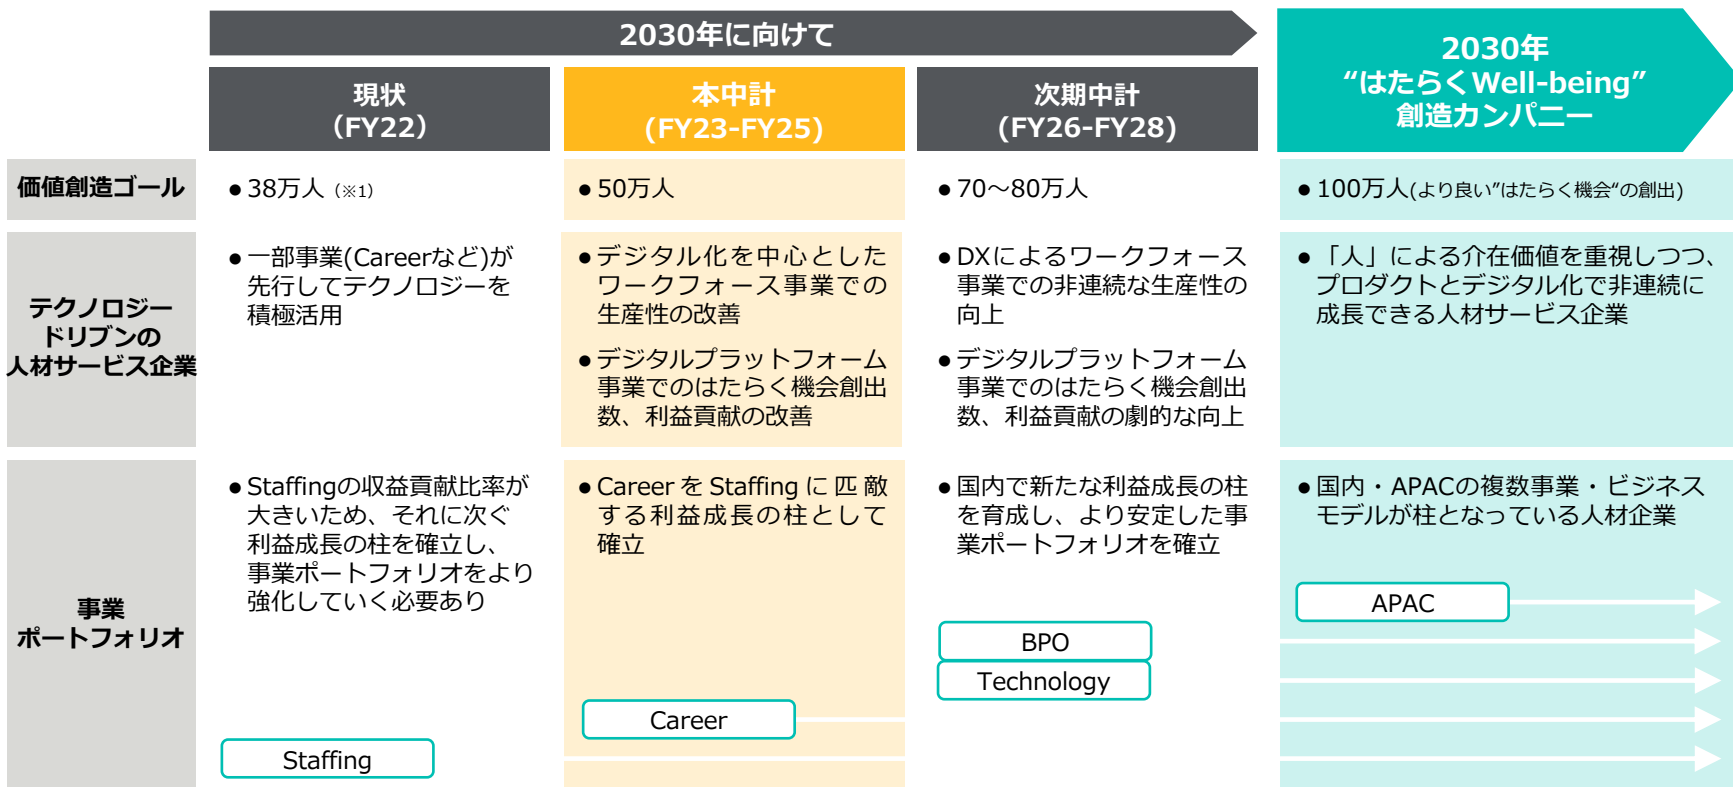 2030年に向けて
2030年
“はたらくWell-being”
創造カンパニー
現状
（FY22）
本中計
(FY23-FY25)
次期中計
(FY26-FY28)
価値創造ゴール
●38万人（※1）
●50万人
●70～80万人
●100万人(より良い”はたらく機会“の創出)
テクノロジー
ドリブンの
人材サービス企業
●一部事業(Careerなど)が
先行してテクノロジーを
積極活用
●デジタル化を中心とした
ワークフォース事業での
生産性の改善
●デジタルプラットフォーム
事業でのはたらく機会創出
数、利益貢献の改善
●DXによるワークフォース
事業での非連続な生産性の
向上
●デジタルプラットフォーム
事業でのはたらく機会創出
数、利益貢献の劇的な向上
●「人」による介在価値を重視しつつ、
プロダクトとデジタル化で非連続に
成長できる人材サービス企業
事業
ポートフォリオ
●Staffingの収益貢献比率が
大きいため、それに次ぐ
利益成長の柱を確立し、
事業ポートフォリオをより
強化していく必要あり
Staffing
●CareerをStaffingに匹敵
する利益成長の柱として
確立
Career
●国内で新たな利益成長の柱
を育成し、より安定した事
業ポートフォリオを確立
BPO
Technology
●国内・APACの複数事業・ビジネス
モデルが柱となっている人材企業
APAC